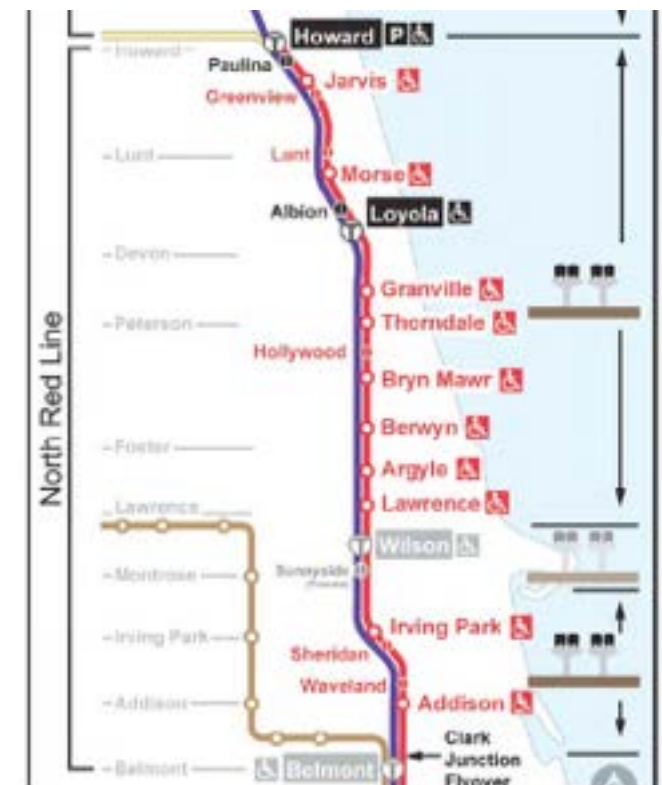 Howard P
Howard
Paulina
Jarvis
Greenview
Lunt
Lunt
Morse
Albion
Loyola
Devon
Granville
Peterson
Thorndale
Hollywood
Bryn Mawr
Berwyn
Foster
Argyle
Lawrence
Lawrence
Wilson
Montrose
Sunnyside
Irving Park
Irving Park
Sheridan
Waveland
Addison
Addison
Clark
Junction
Flyover
Belmont
Belmont
North Red Line